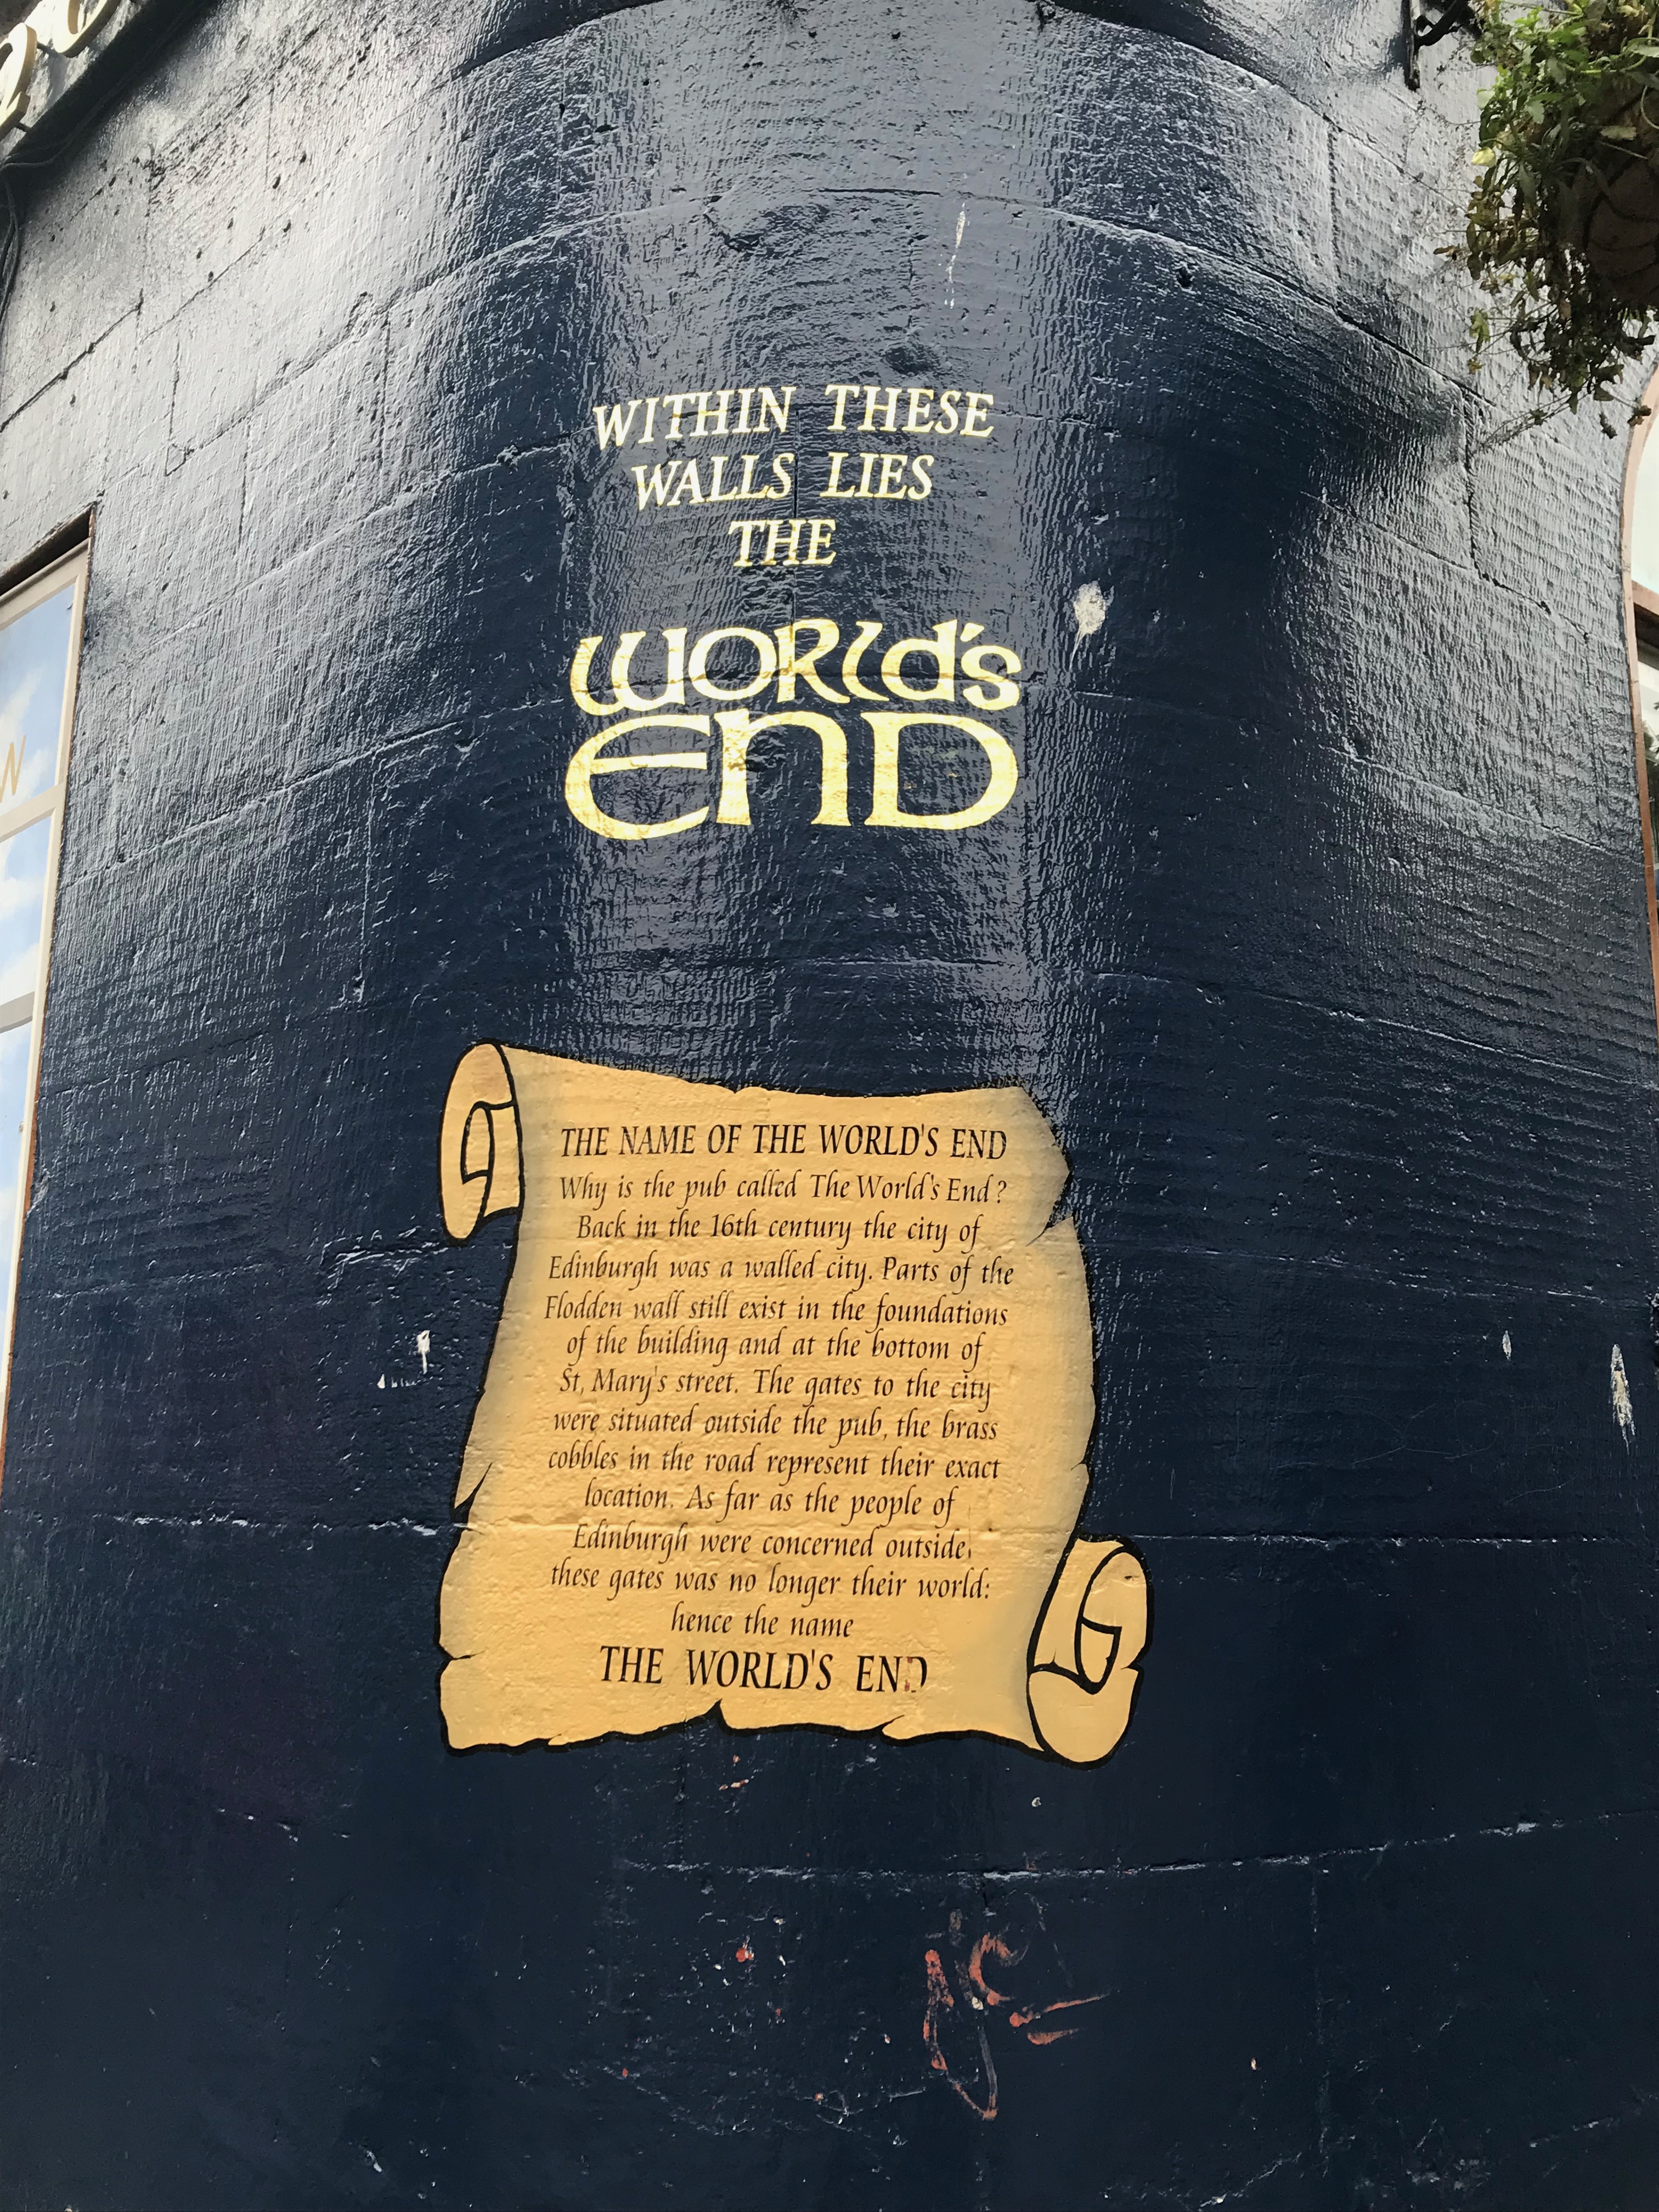 WITHIN THESE
WALLS LIES
THE
WORld's
END
THE NAME OF THE WORLD'S END
Why is the pub called The World's End?
Back in the 16th century the city of
Edinburgh was a walled city. Parts of the
Flodden wall still exist in the foundations
of the building and at the bottom of
St, Mary's street. The gates to the city
were situated outside the pub, the brass
cobbles in the road represent their exact
location. As far as the people of
Edinburgh were concerned outside,
these gates was no longer their world:
hence the name
THE WORLD'S END